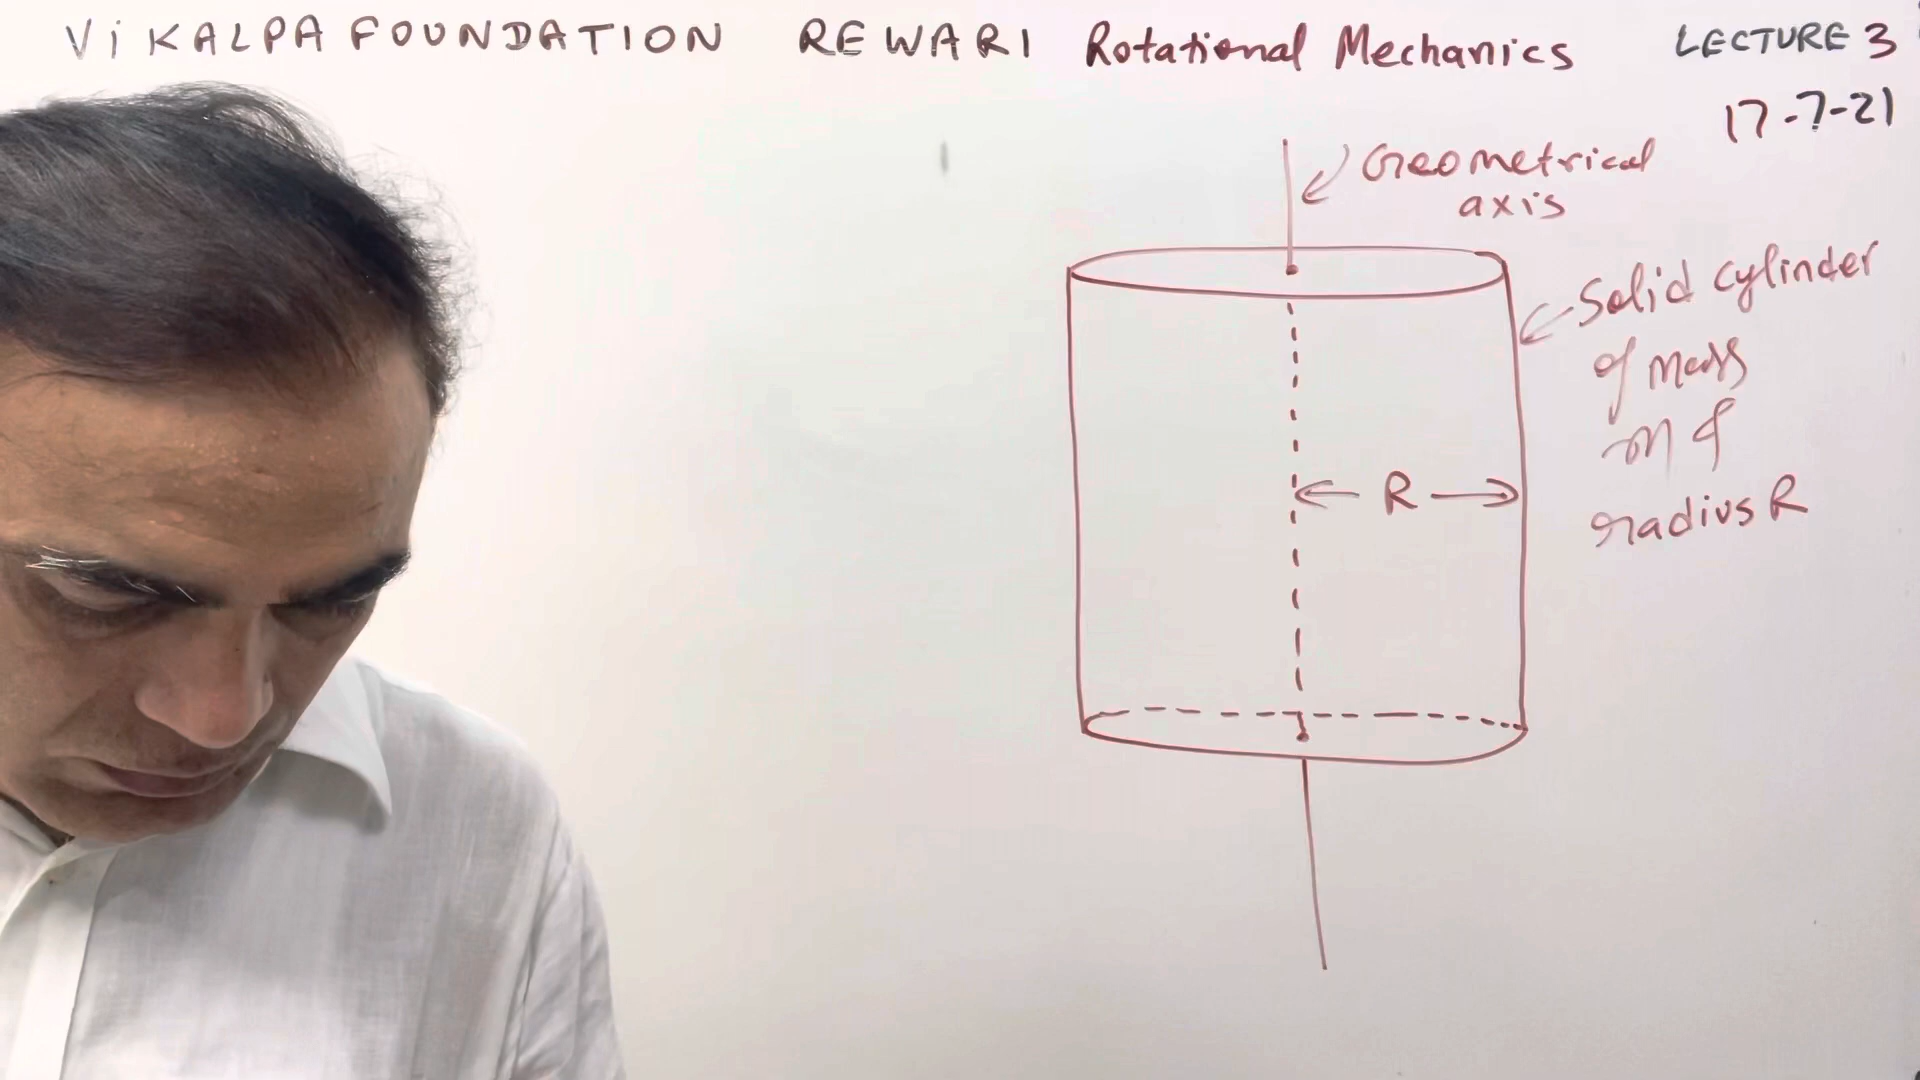 ViKALPA FOUNDATION REWARI Rotational Mechanics LECTURE 3
17-7-21
Geometrical
axis
Solid cylinder
of mass
M &
radius R
R